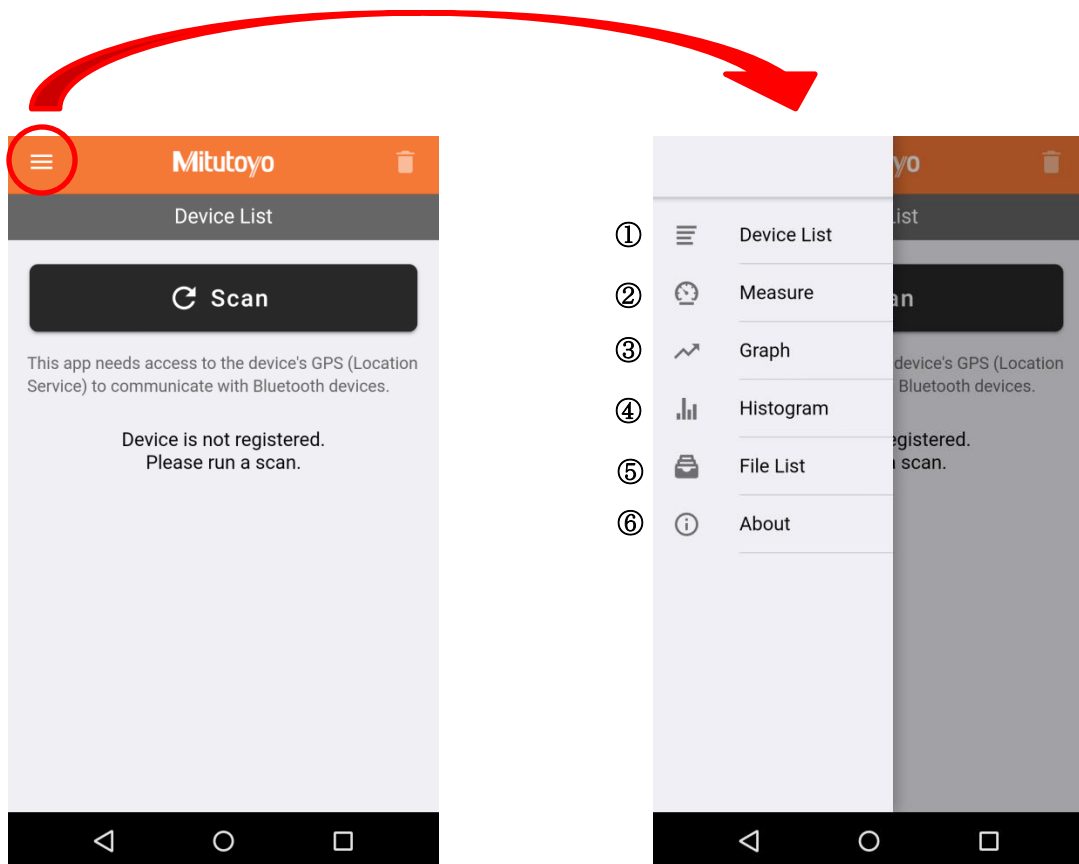 Mitutoyo
Device List
Scan
This app needs access to the device's GPS (Location
Service) to communicate with Bluetooth devices.
Device is not registered.
Please run a scan.
yo
List
① Device List
an
② Measure
③ Graph
device's GPS (Location
Bluetooth devices.
④ Histogram
egistered.
scan.
⑤ File List
⑥ About